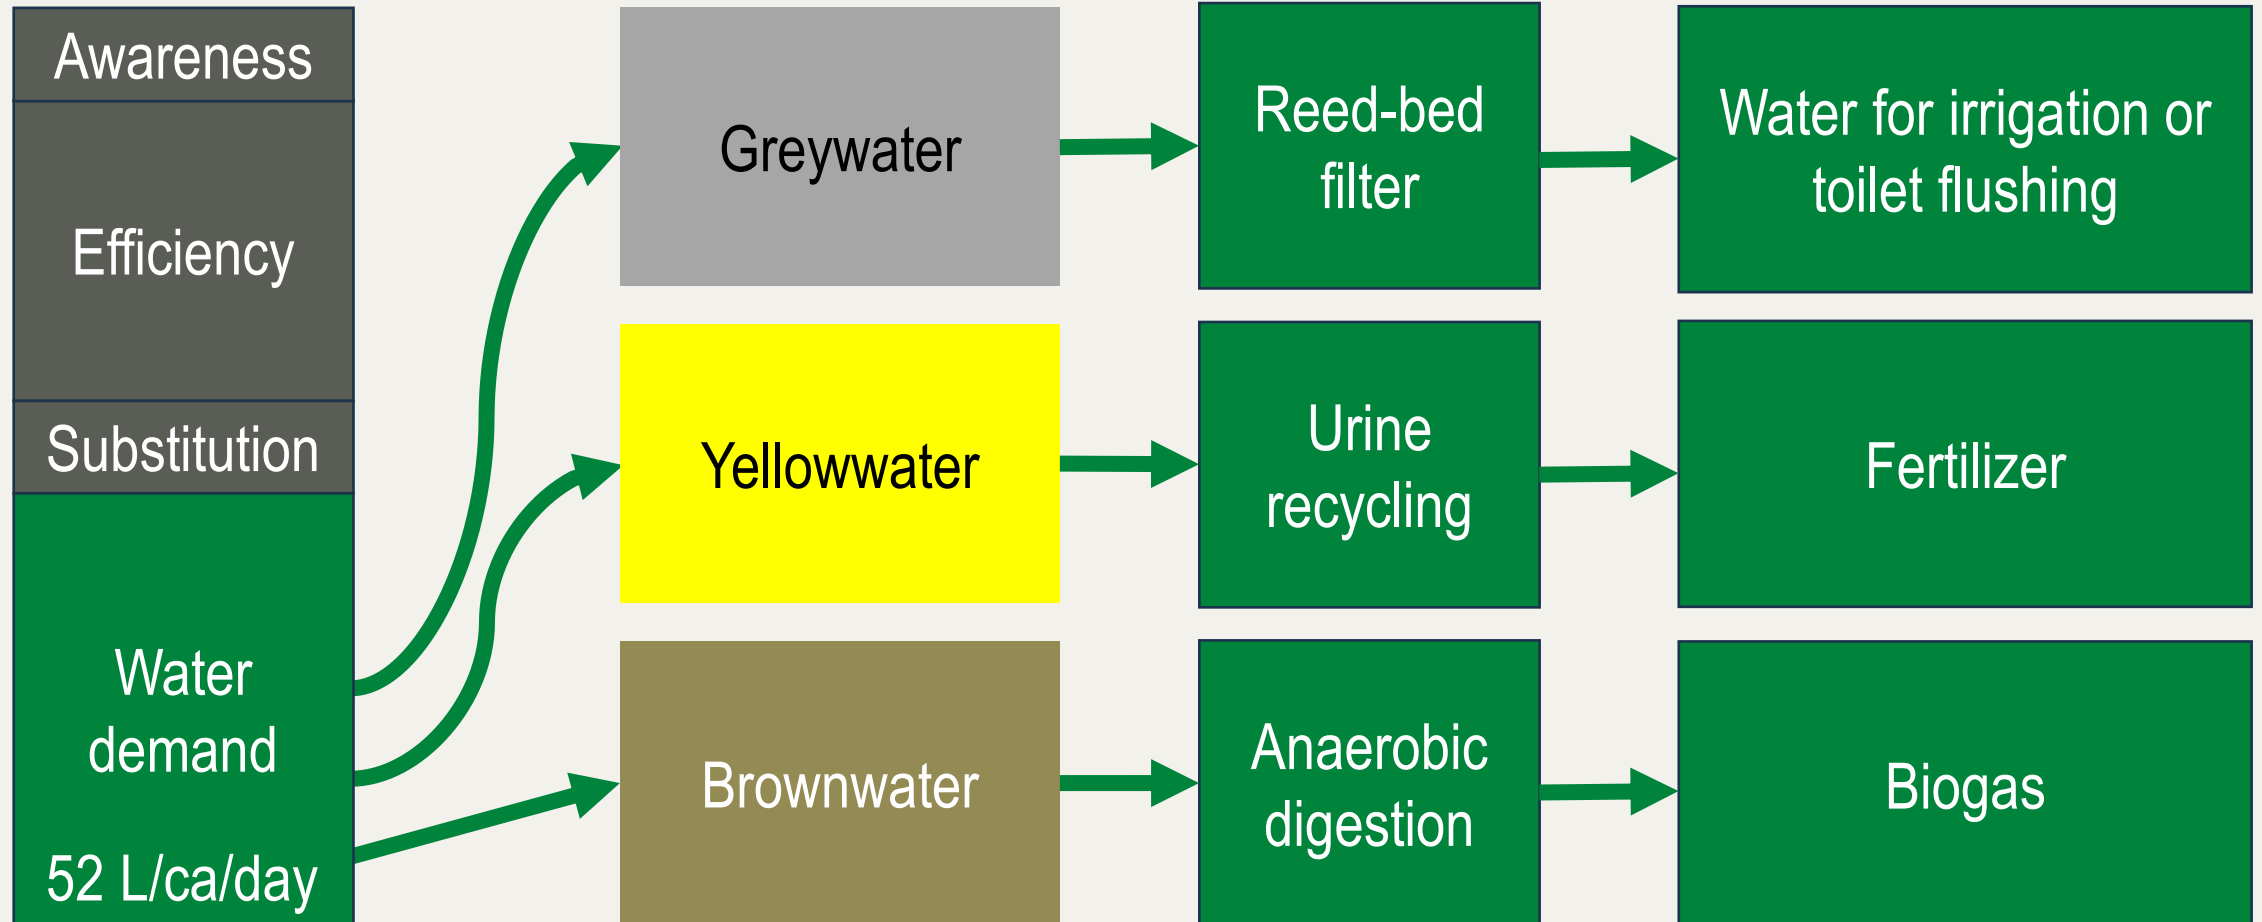 Awareness
Efficiency
Substitution
Water
demand
52 L/ca/day
Greywater
Reed-bed
filter
Water for irrigation or
toilet flushing
Yellowwater
Urine
recycling
Fertilizer
Brownwater
Anaerobic
digestion
Biogas